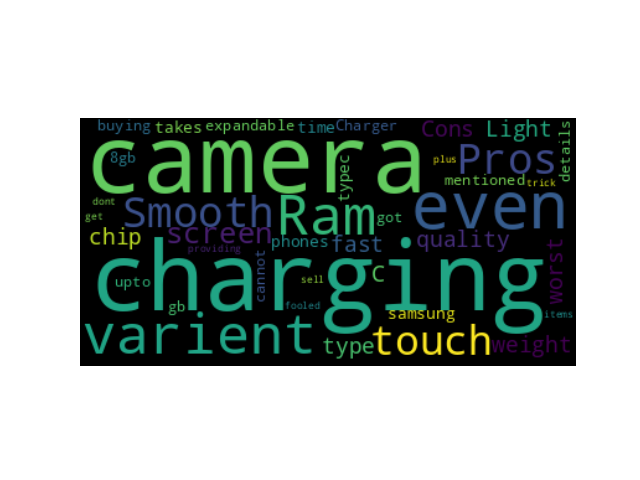 buying takes expandable time Charger Cons Light details
8gb camera typec plus Pros
mentioned trick
dont Smooth Ram even
get got
chip screen phones fast quality worst
providing cannot
upto charging sell C
gb fooled samsung items
varient type touch weight